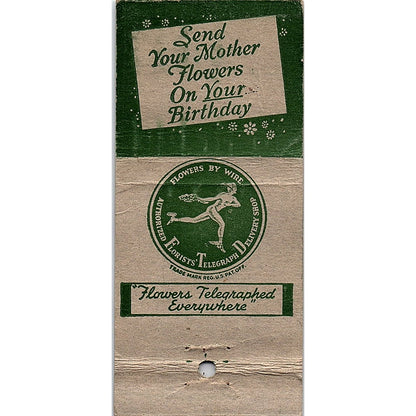 Send
Your Mother
Flowers
On Your
Birthday
FLOWERS BY WIRE
AUTHORIZED FLORISTS TELEGRAPH DELIVERY SHOP
TRADE MARK REG. U.S. PAT. OFF.
"Flowers Telegraphed
Everywhere"